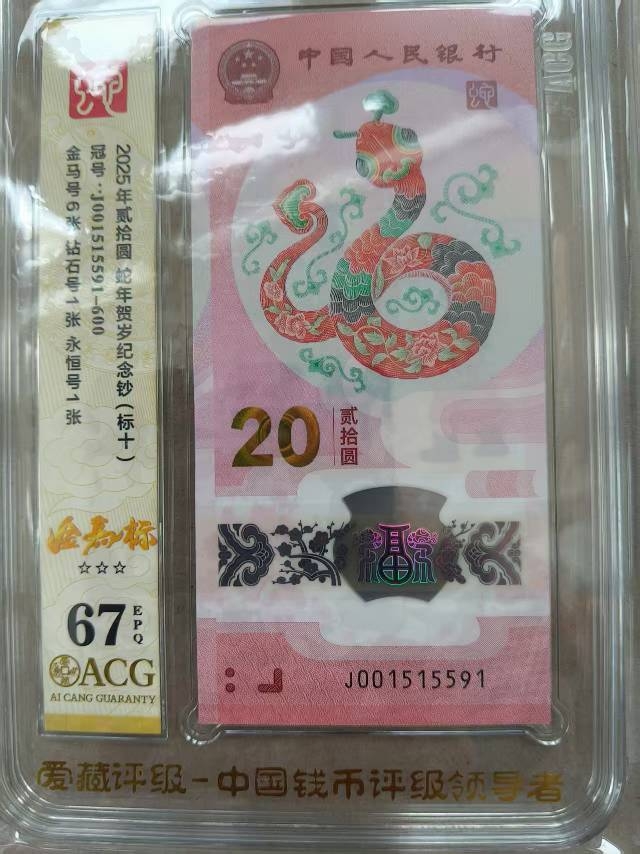 2025年贰拾圆 蛇年贺岁纪念钞（标十）
冠号：J001515591-600
金马号6张 钻石号1张 永恒号1张
金马标
☆☆☆
67 EPQ
ACG
AI CANG GUARANTY
中国人民银行
20 贰拾圆
福
J001515591
爱藏评级-中国钱币评级领导者
ACG